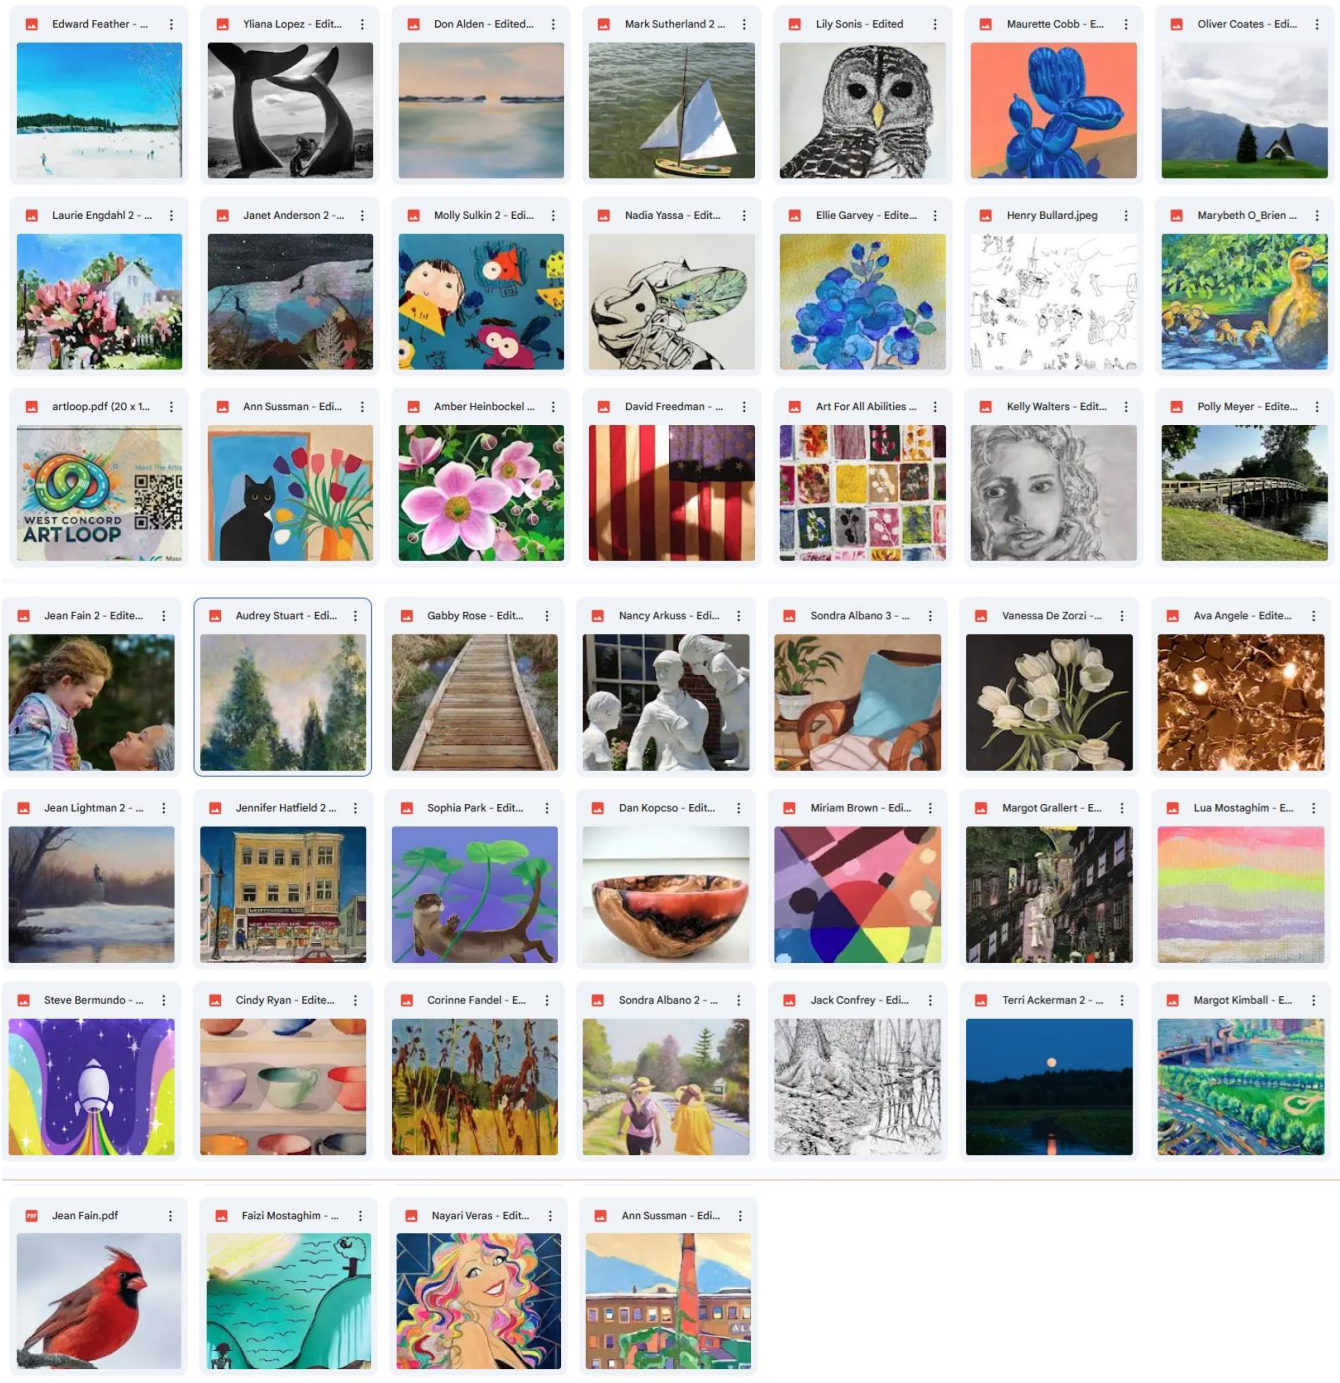 Edward Feather - ...
Yliana Lopez - Edit...
Don Alden - Edited...
Mark Sutherland 2 ...
Lily Sonis - Edited
Maurette Cobb - E...
Oliver Coates - Edi...
Laurie Engdahl 2 - ...
Janet Anderson 2 -...
Molly Sulkin 2 - Edi...
Nadia Yassa - Edit...
Ellie Garvey - Edite...
Henry Bullard.jpeg
Marybeth O_Brien ...
artloop.pdf (20 x 1...
Ann Sussman - Edi...
Amber Heinbockel ...
David Freedman - ...
Art For All Abilities ...
Kelly Walters - Edit...
Polly Meyer - Edite...
Meet The Artis
WEST CONCORD
ART LOOP
Mass
Jean Fain 2 - Edite...
Audrey Stuart - Edi...
Gabby Rose - Edit...
Nancy Arkuss - Edi...
Sondra Albano 3 - ...
Vanessa De Zorzi -...
Ava Angele - Edite...
Jean Lightman 2 - ...
Jennifer Hatfield 2 ...
Sophia Park - Edit...
Dan Kopcso - Edit...
Miriam Brown - Edi...
Margot Grallert - E...
Lua Mostaghim - E...
Steve Bermundo - ...
Cindy Ryan - Edite...
Corinne Fandel - E...
Sondra Albano 2 - ...
Jack Confrey - Edi...
Terri Ackerman 2 - ...
Margot Kimball - E...
PDF
Jean Fain.pdf
Faizi Mostaghim - ...
Nayari Veras - Edit...
Ann Sussman - Edi...